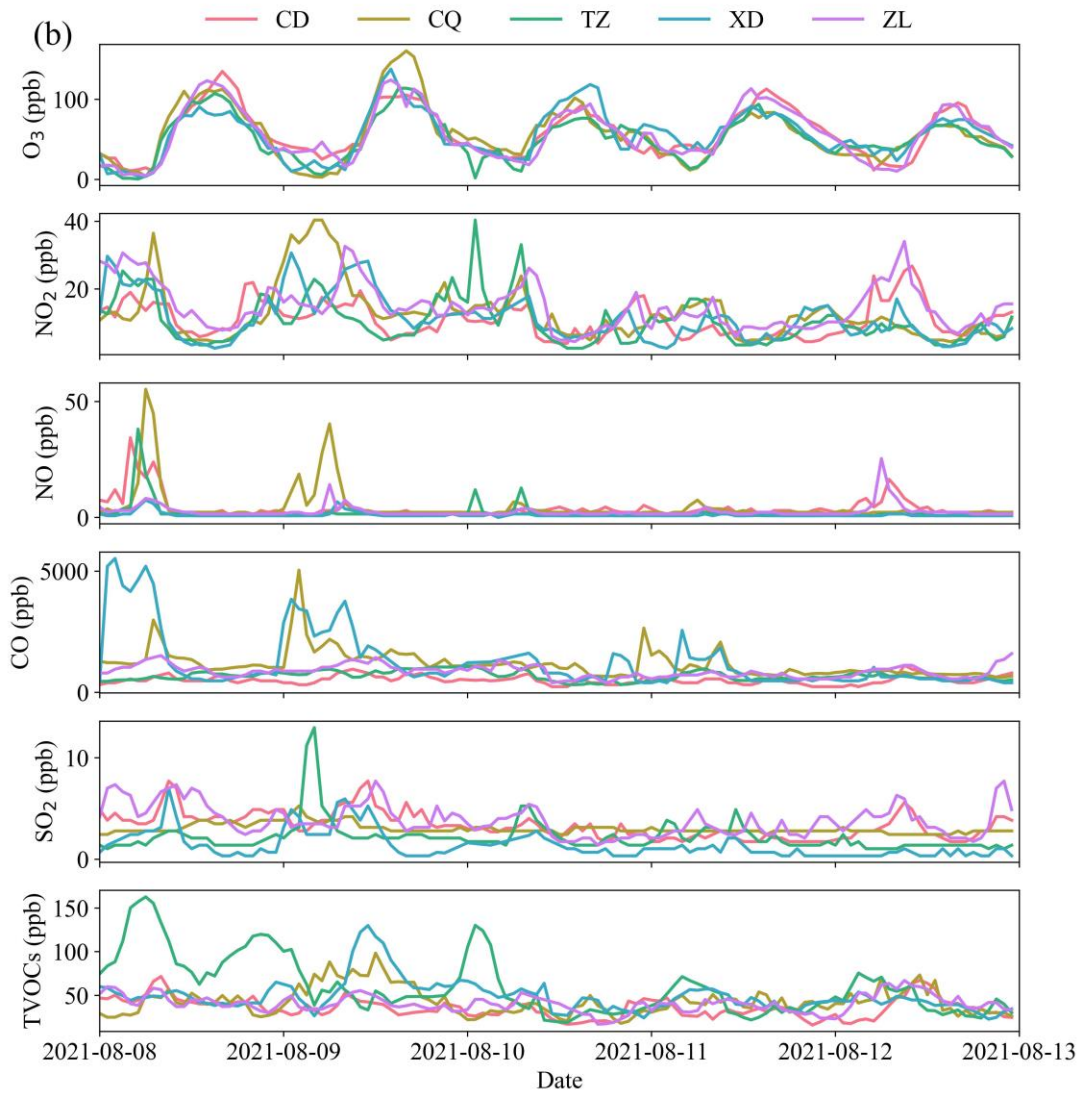 (b)
CD CQ TZ XD ZL
O₃ (ppb)
100
0
NO₂ (ppb)
40
20
NO (ppb)
50
0
CO (ppb)
5000
0
SO₂ (ppb)
10
0
TVOCs (ppb)
150
100
50
2021-08-08 2021-08-09 2021-08-10 2021-08-11 2021-08-12 2021-08-13
Date